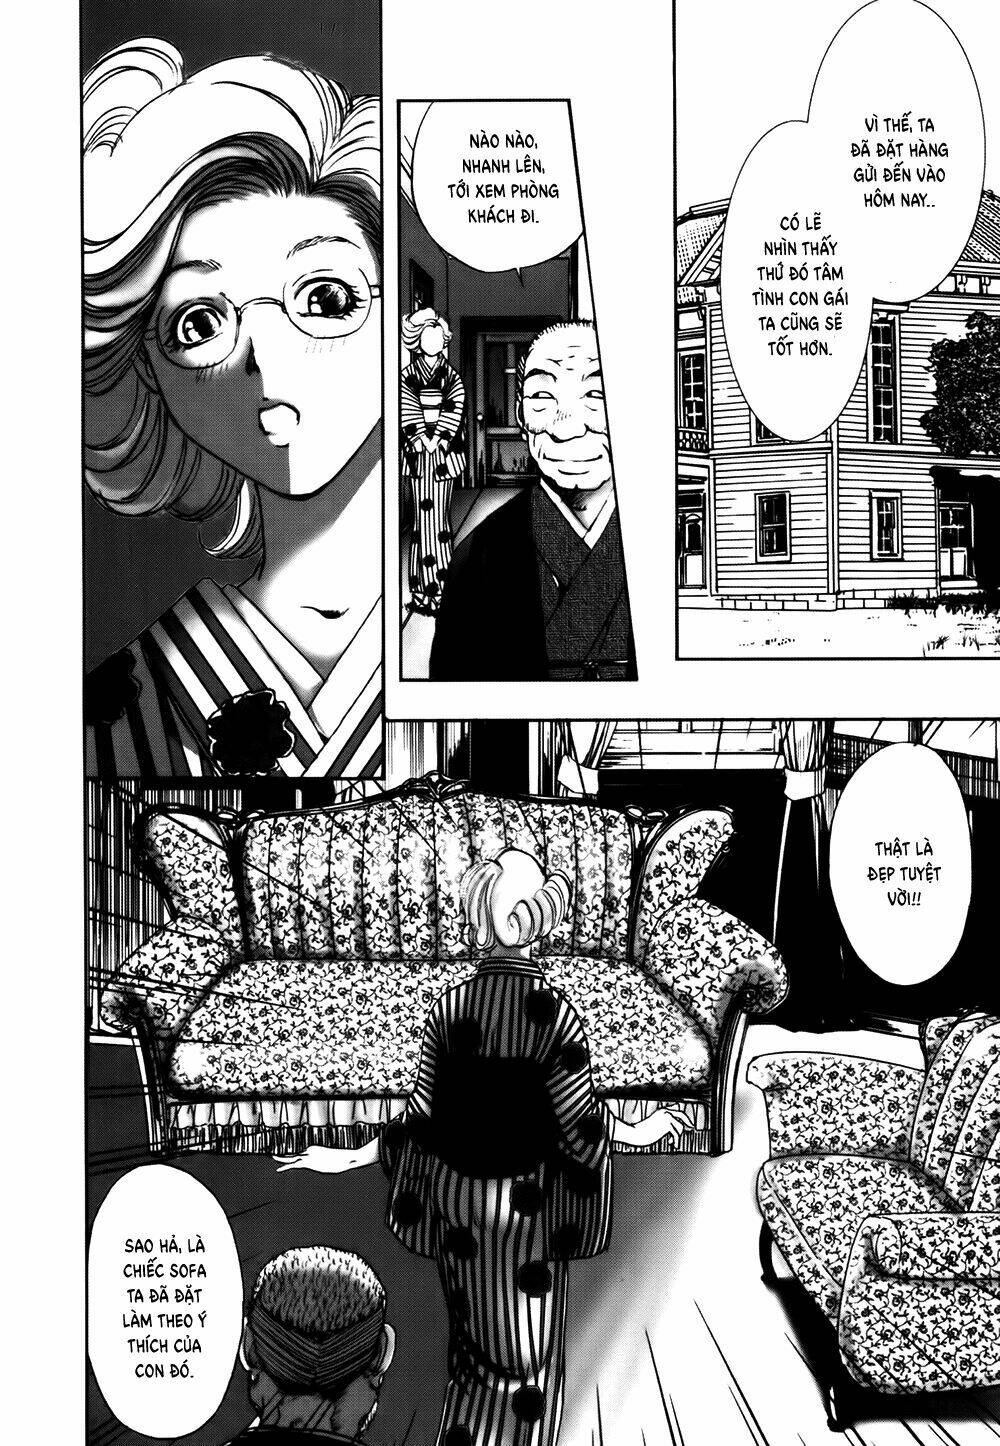 VÌ THẾ, TA
ĐÃ ĐẶT HÀNG
GỬI ĐẾN VÀO
HÔM NAY..
CÓ LẼ
NHÌN THẤY
THỨ ĐÓ TÂM
TÌNH CON GÁI
TA CŨNG SẼ
TỐT HƠN.
NÀO NÀO,
NHANH LÊN,
TỚI XEM PHÒNG
KHÁCH ĐI.
THẬT LÀ
ĐẸP TUYỆT
VỜI!!
SAO HẢ, LÀ
CHIẾC SOFA
TA ĐÃ ĐẶT
LÀM THEO Ý
THÍCH CỦA
CON ĐÓ.